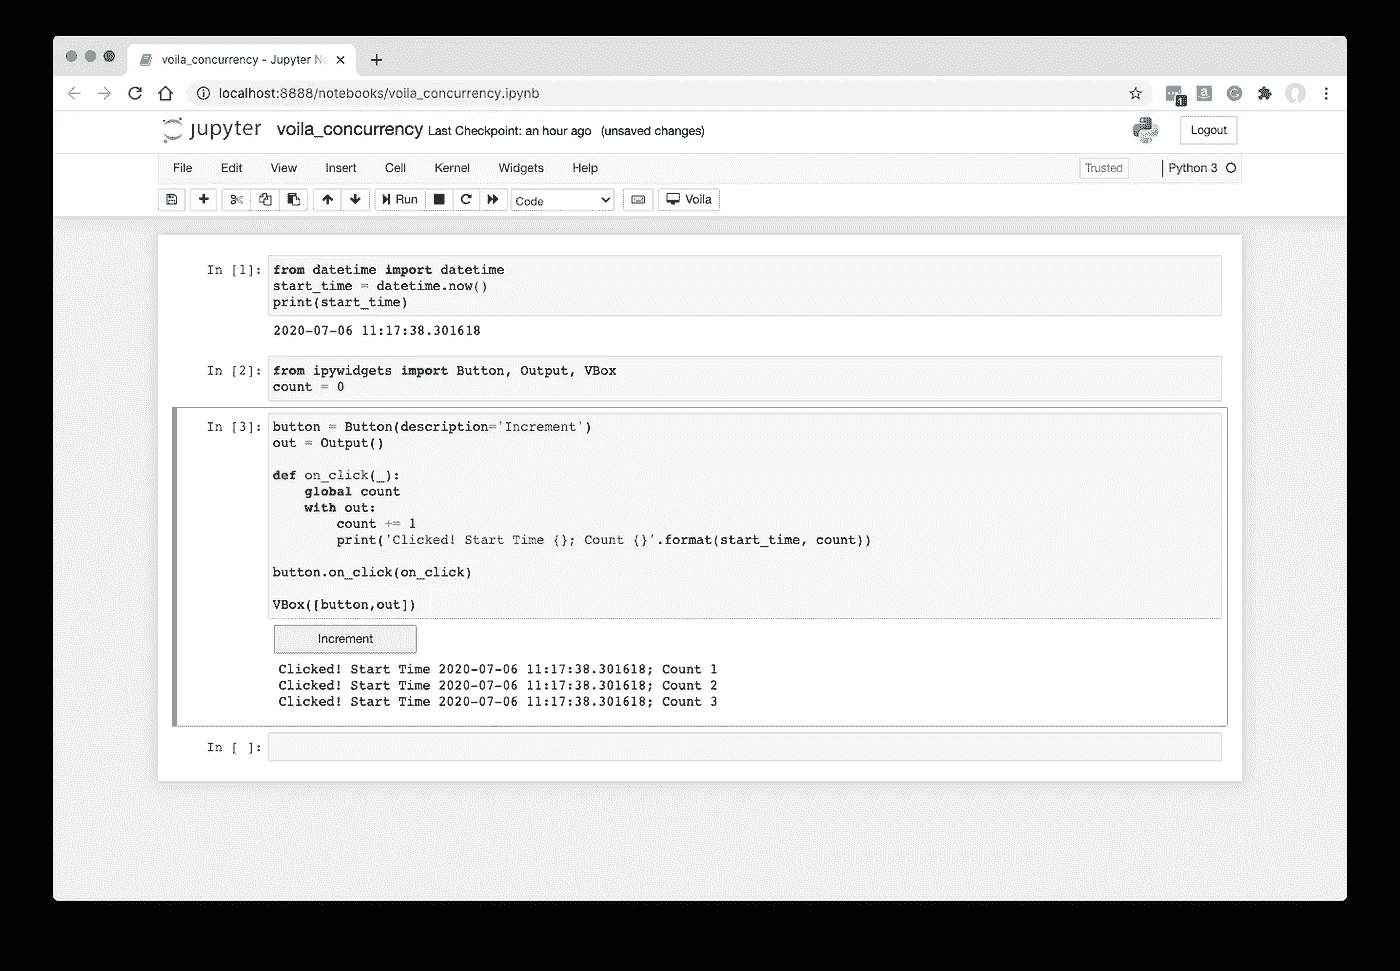 voila_concurrency - Jupyter No
localhost:8888/notebooks/voila_concurrency.ipynb
1
a
G
jupyter voila_concurrency Last Checkpoint: an hour ago (unsaved changes)
Logout
File Edit View Insert Cell Kernel Widgets Help
Trusted Python 3
Run Code Voila
In [1]: from datetime import datetime
start_time = datetime.now()
print(start_time)
2020-07-06 11:17:38.301618
In [2]: from ipywidgets import Button, Output, VBox
count = 0
In [3]: button = Button(description='Increment')
out = Output()
def on_click(_):
    global count
    with out:
        count += 1
        print('Clicked! Start Time {}; Count {}'.format(start_time, count))
button.on_click(on_click)
VBox([button,out])
Increment
Clicked! Start Time 2020-07-06 11:17:38.301618; Count 1
Clicked! Start Time 2020-07-06 11:17:38.301618; Count 2
Clicked! Start Time 2020-07-06 11:17:38.301618; Count 3
In [ ]: